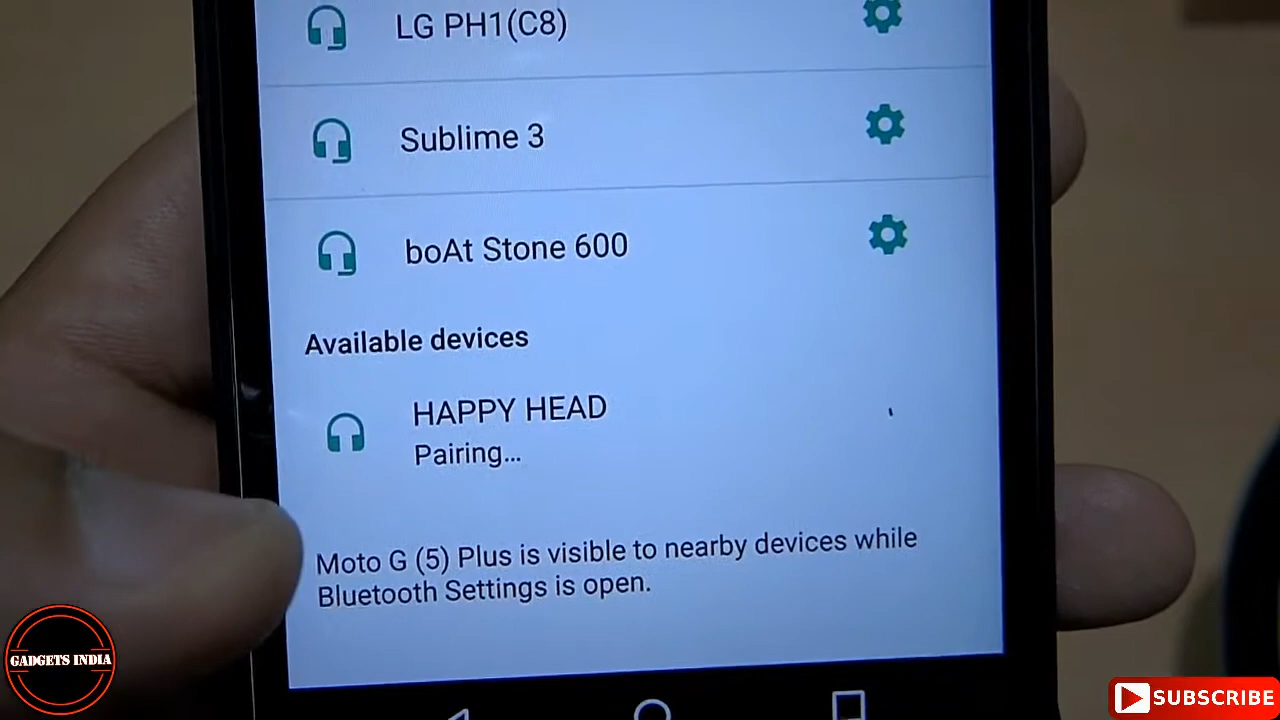 LG PH1(C8)
Sublime 3
boAt Stone 600
Available devices
HAPPY HEAD
Pairing...
Moto G (5) Plus is visible to nearby devices while
Bluetooth Settings is open.
GADGETS INDIA
SUBSCRIBE